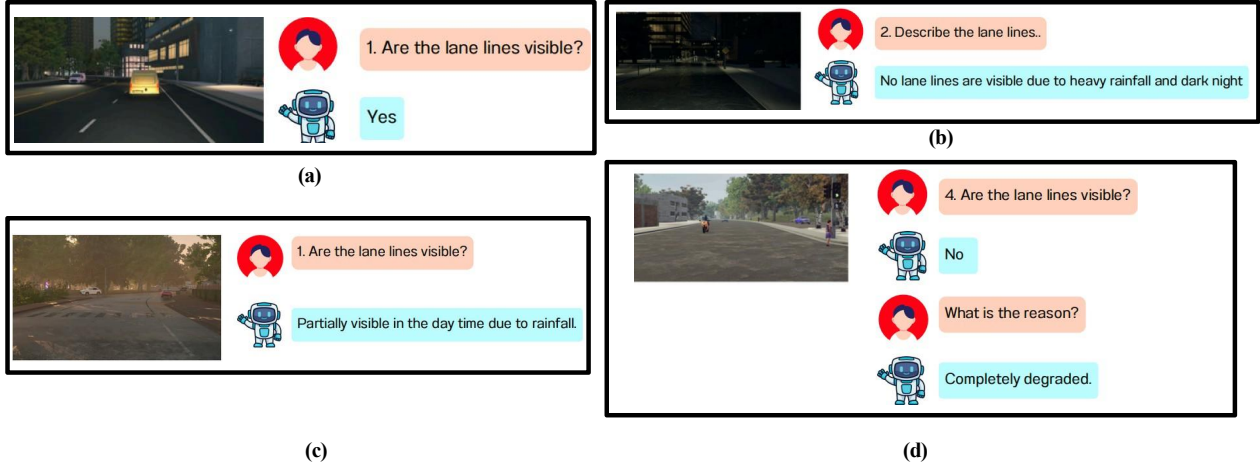 1. Are the lane lines visible?
Yes
(a)
2. Describe the lane lines..
No lane lines are visible due to heavy rainfall and dark night
(b)
1. Are the lane lines visible?
Partially visible in the day time due to rainfall.
(c)
4. Are the lane lines visible?
No
What is the reason?
Completely degraded.
(d)